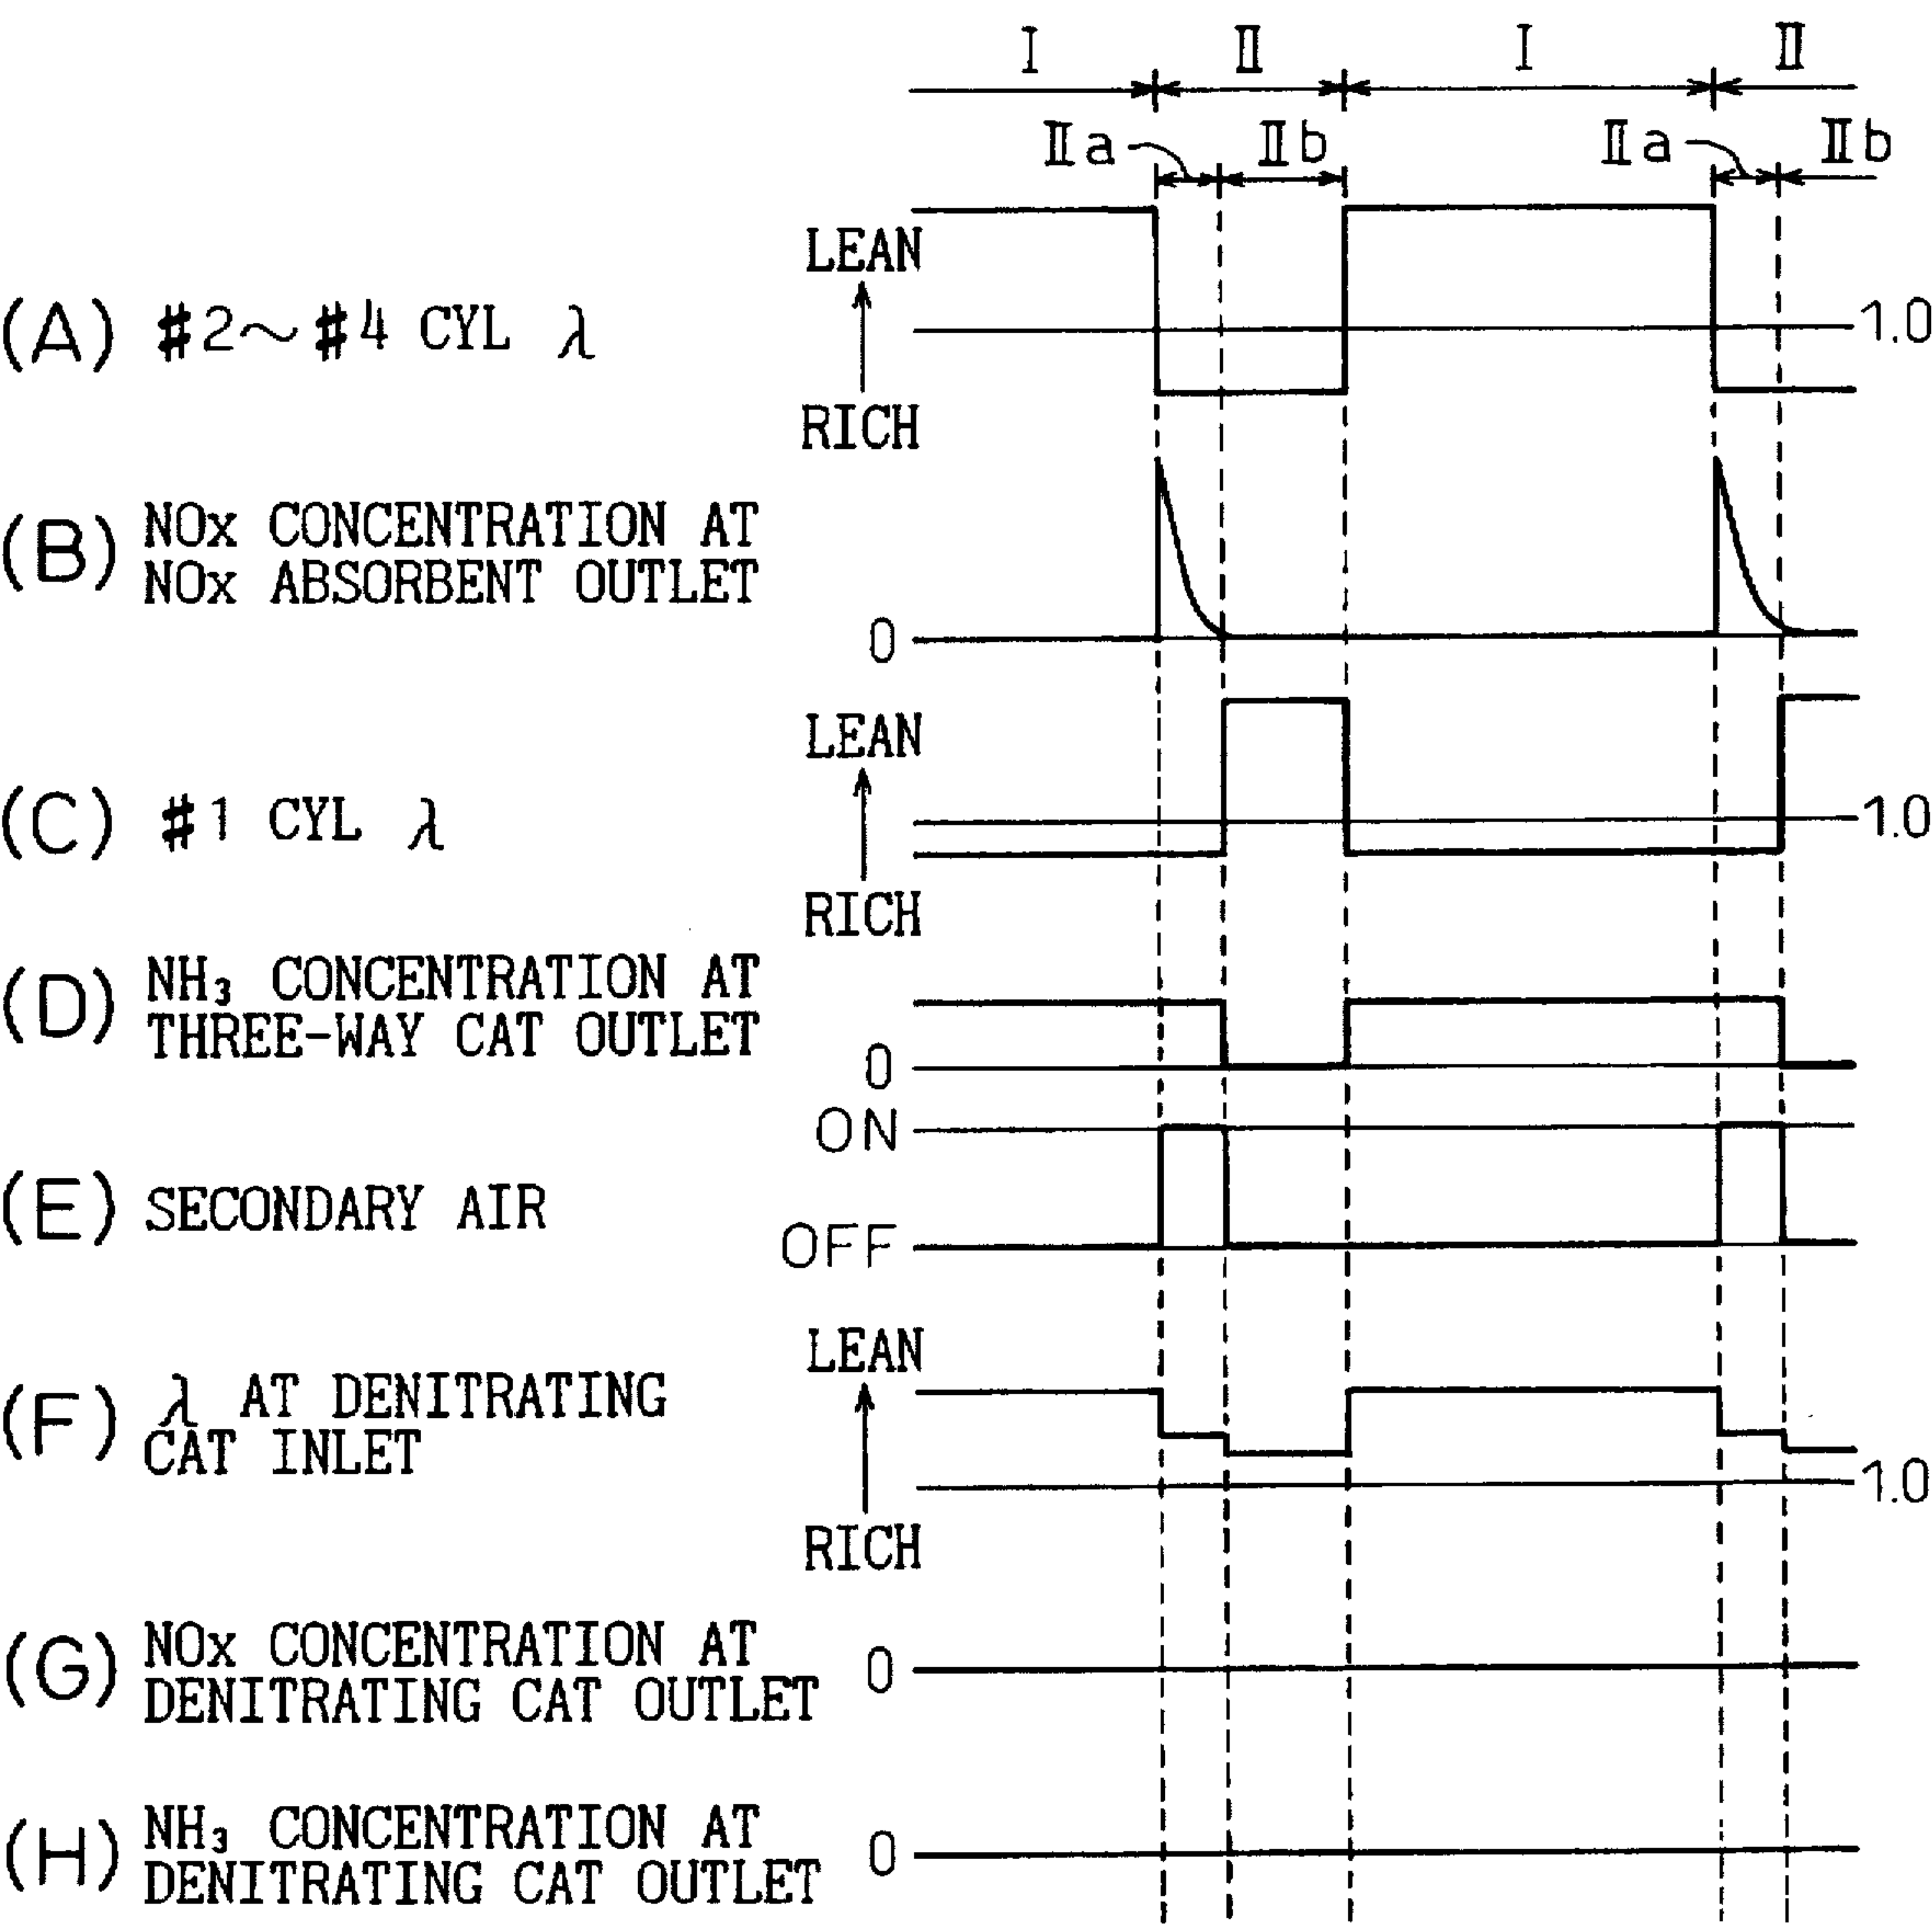 I II I II
IIa IIb IIa IIb
LEAN
(A) #2～#4 CYL λ 1.0
RICH
(B) NOx CONCENTRATION AT
NOx ABSORBENT OUTLET
0
LEAN
(C) #1 CYL λ 1.0
RICH
(D) NH₃ CONCENTRATION AT
THREE-WAY CAT OUTLET
0
ON
(E) SECONDARY AIR
OFF
LEAN
(F) λ AT DENITRATING
CAT INLET
1.0
RICH
(G) NOx CONCENTRATION AT
DENITRATING CAT OUTLET
0
(H) NH₃ CONCENTRATION AT
DENITRATING CAT OUTLET
0